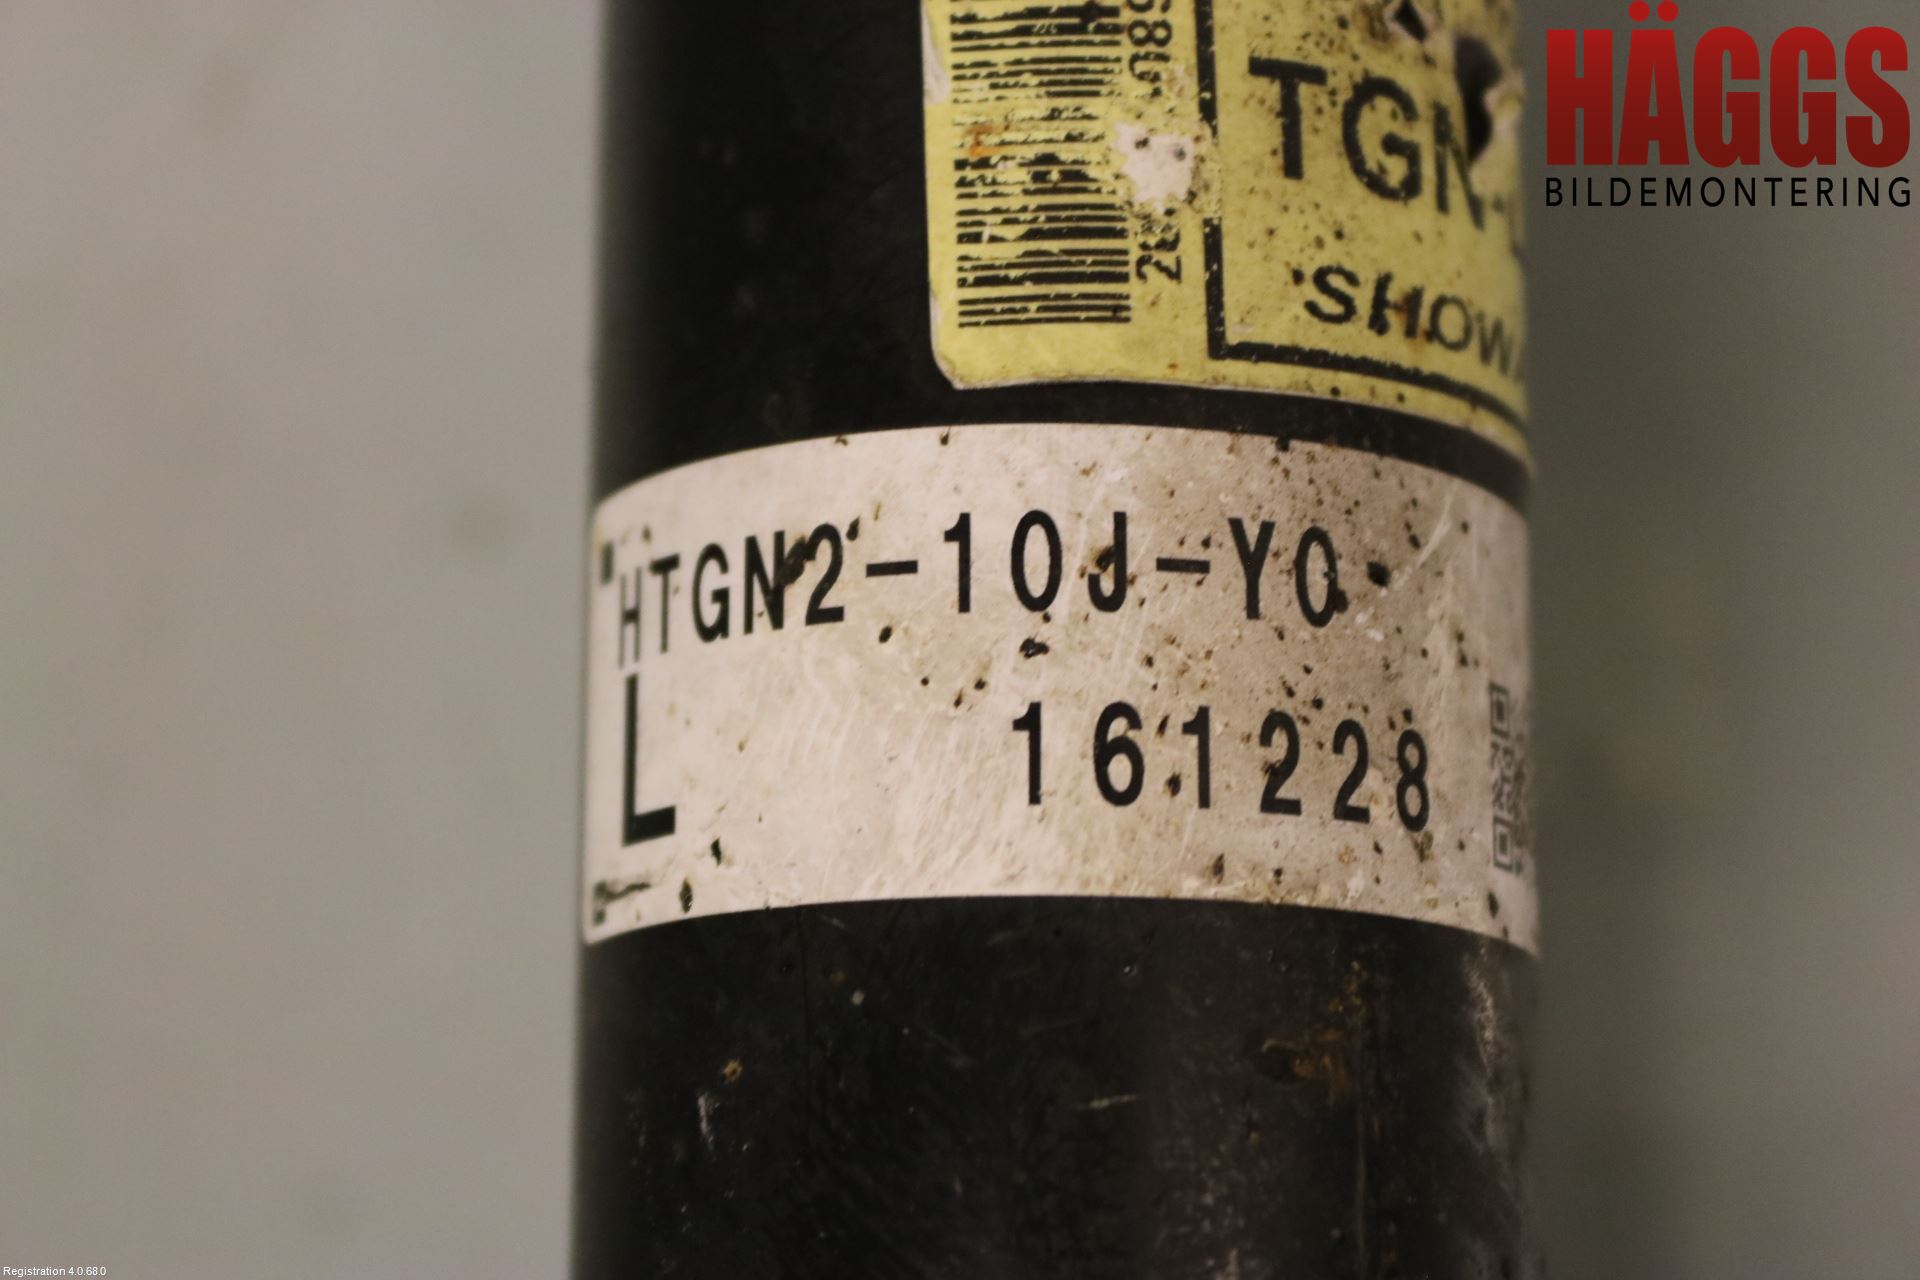 HÄGGS
BILDEMONTERING
TGN-
SHOWA
HTGN2-10J-Y0
L 161228
Registration 4.0.68.0